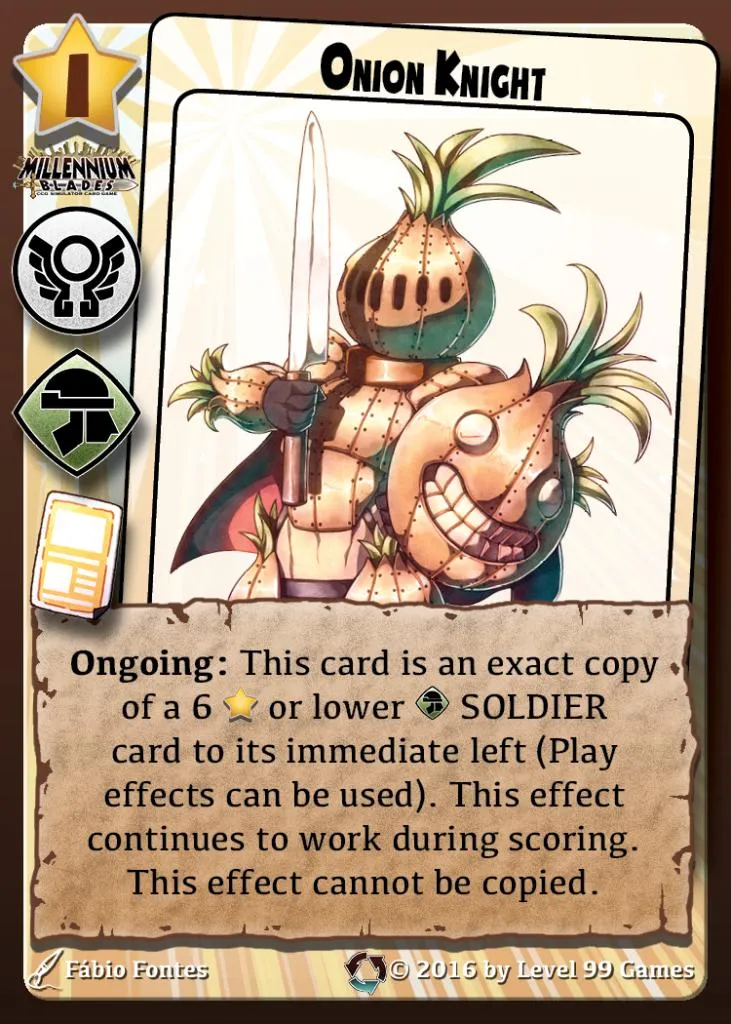 1
ONION KNIGHT
MILLENNIUM
BLADES
CCG SIMULATOR CARD GAME
Ongoing: This card is an exact copy
of a 6 or lower SOLDIER
card to its immediate left (Play
effects can be used). This effect
continues to work during scoring.
This effect cannot be copied.
Fábio Fontes
© 2016 by Level 99 Games